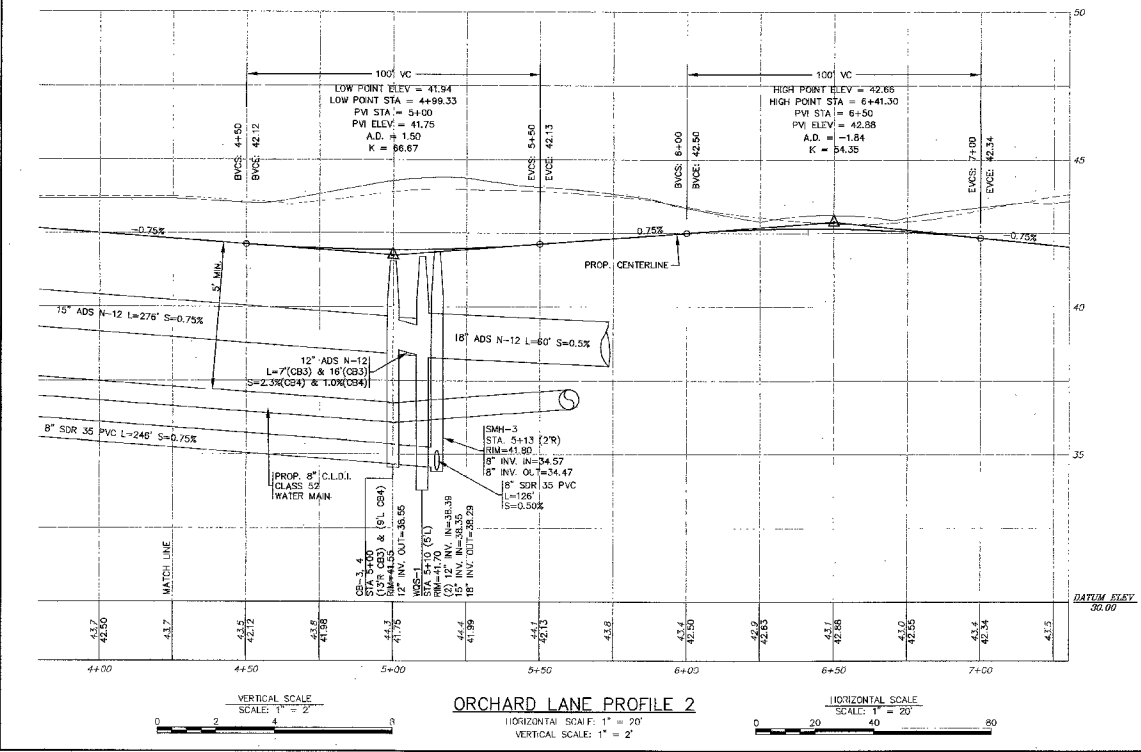 50
45
40
35
DATUM ELEV
30.00
100' VC
LOW POINT ELEV = 41.94
LOW POINT STA = 4+99.33
PVI STA = 5+00
PVI ELEV = 41.75
A.D. = 1.50
K = 66.67
BVCS: 4+50
BVCE: 42.12
EVCS: 5+50
EVCE: 42.13
100' VC
HIGH POINT ELEV = 42.66
HIGH POINT STA = 6+41.30
PVI STA = 6+50
PVI ELEV = 42.88
A.D. = -1.84
K = 54.35
BVCS: 6+00
BVCE: 42.50
EVCS: 7+00
EVCE: 42.34
-0.75%
0.75%
-0.75%
PROP. CENTERLINE
5' MIN.
15" ADS N-12 L=276' S=0.75%
18" ADS N-12 L=60' S=0.5%
12" ADS N-12
L=7'(CB3) & 16'(CB3)
S=2.3%(CB4) & 1.0%(CB4)
8" SDR 35 PVC L=246' S=0.75%
PROP. 8" C.L.D.I.
CLASS 52
WATER MAIN
SMH-3
STA. 5+13 (2'R)
RIM=41.80
8" INV. IN=34.57
8" INV. OUT=34.47
8" SDR 35 PVC
L=126'
S=0.50%
MATCH LINE
CB-3, 4
STA 5+00
(13'R CB3) & (9'L CB4)
RIM=41.55
12" INV. OUT=38.55
WQS-1
STA 5+10 (5'L)
RIM=41.70
(2) 12" INV. IN=38.39
15" INV. IN=38.35
18" INV. OUT=38.29
43.7
42.50
43.7
43.5
42.12
43.8
41.98
44.3
41.75
44.4
41.99
44.1
42.13
43.8
43.4
42.50
42.9
42.63
43.1
42.88
43.0
42.55
43.4
42.34
43.5
4+00
4+50
5+00
5+50
6+00
6+50
7+00
VERTICAL SCALE
SCALE: 1" = 2'
0 2 4 8
ORCHARD LANE PROFILE 2
HORIZONTAL SCALE: 1" = 20'
VERTICAL SCALE: 1" = 2'
HORIZONTAL SCALE
SCALE: 1" = 20'
0 20 40 80